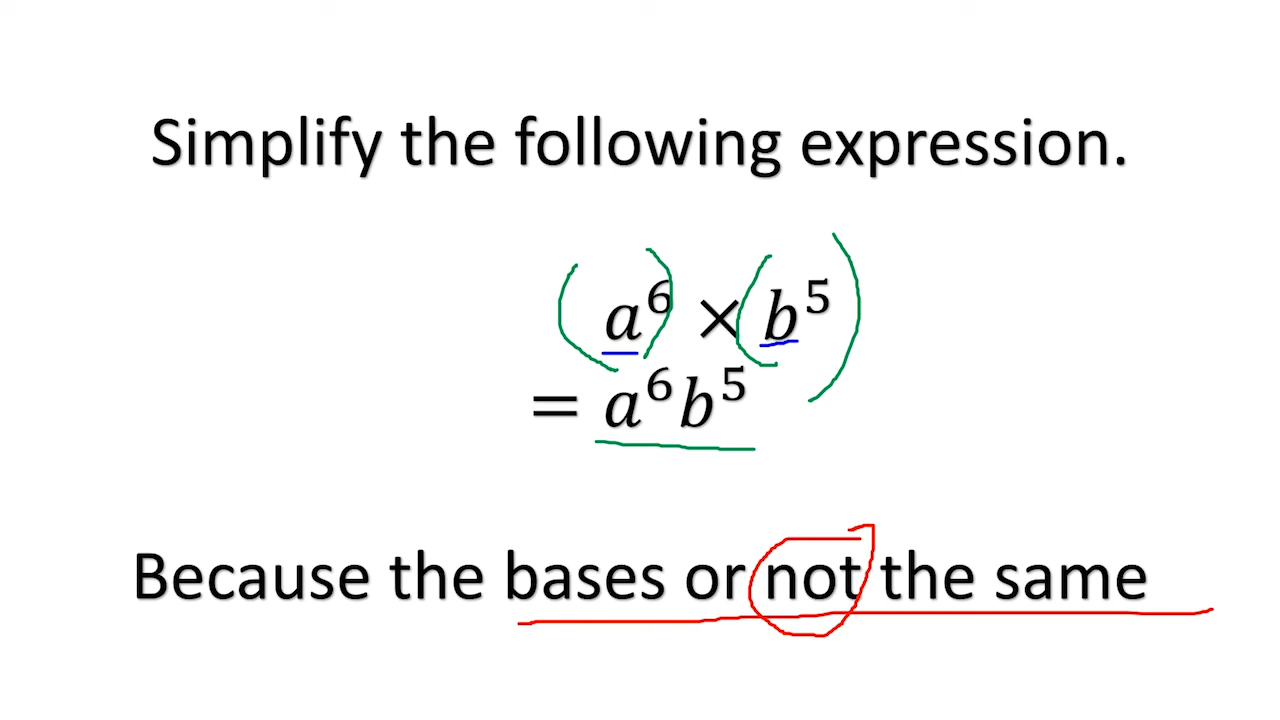 Simplify the following expression.
a⁶ × b⁵
= a⁶b⁵
Because the bases or not the same